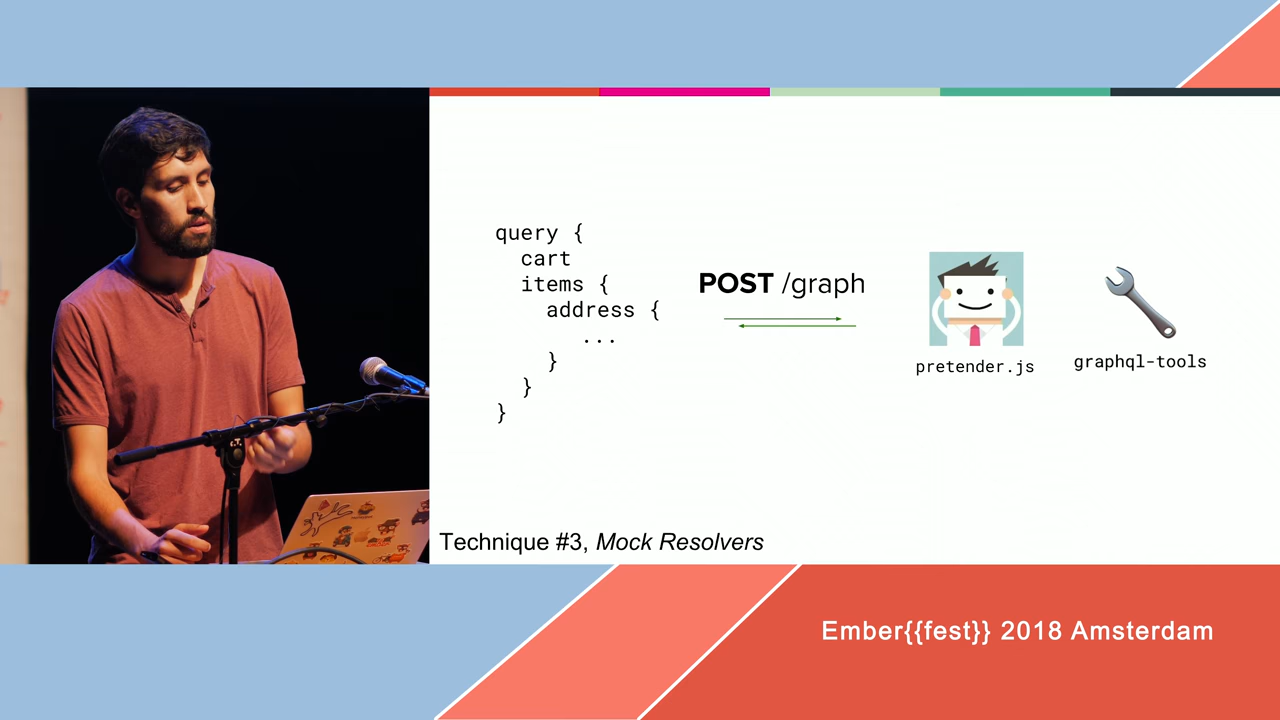 query {
cart
items {
address {
...
}
}
}
POST /graph
pretender.js
graphql-tools
Technique #3, Mock Resolvers
Ember{{fest}} 2018 Amsterdam